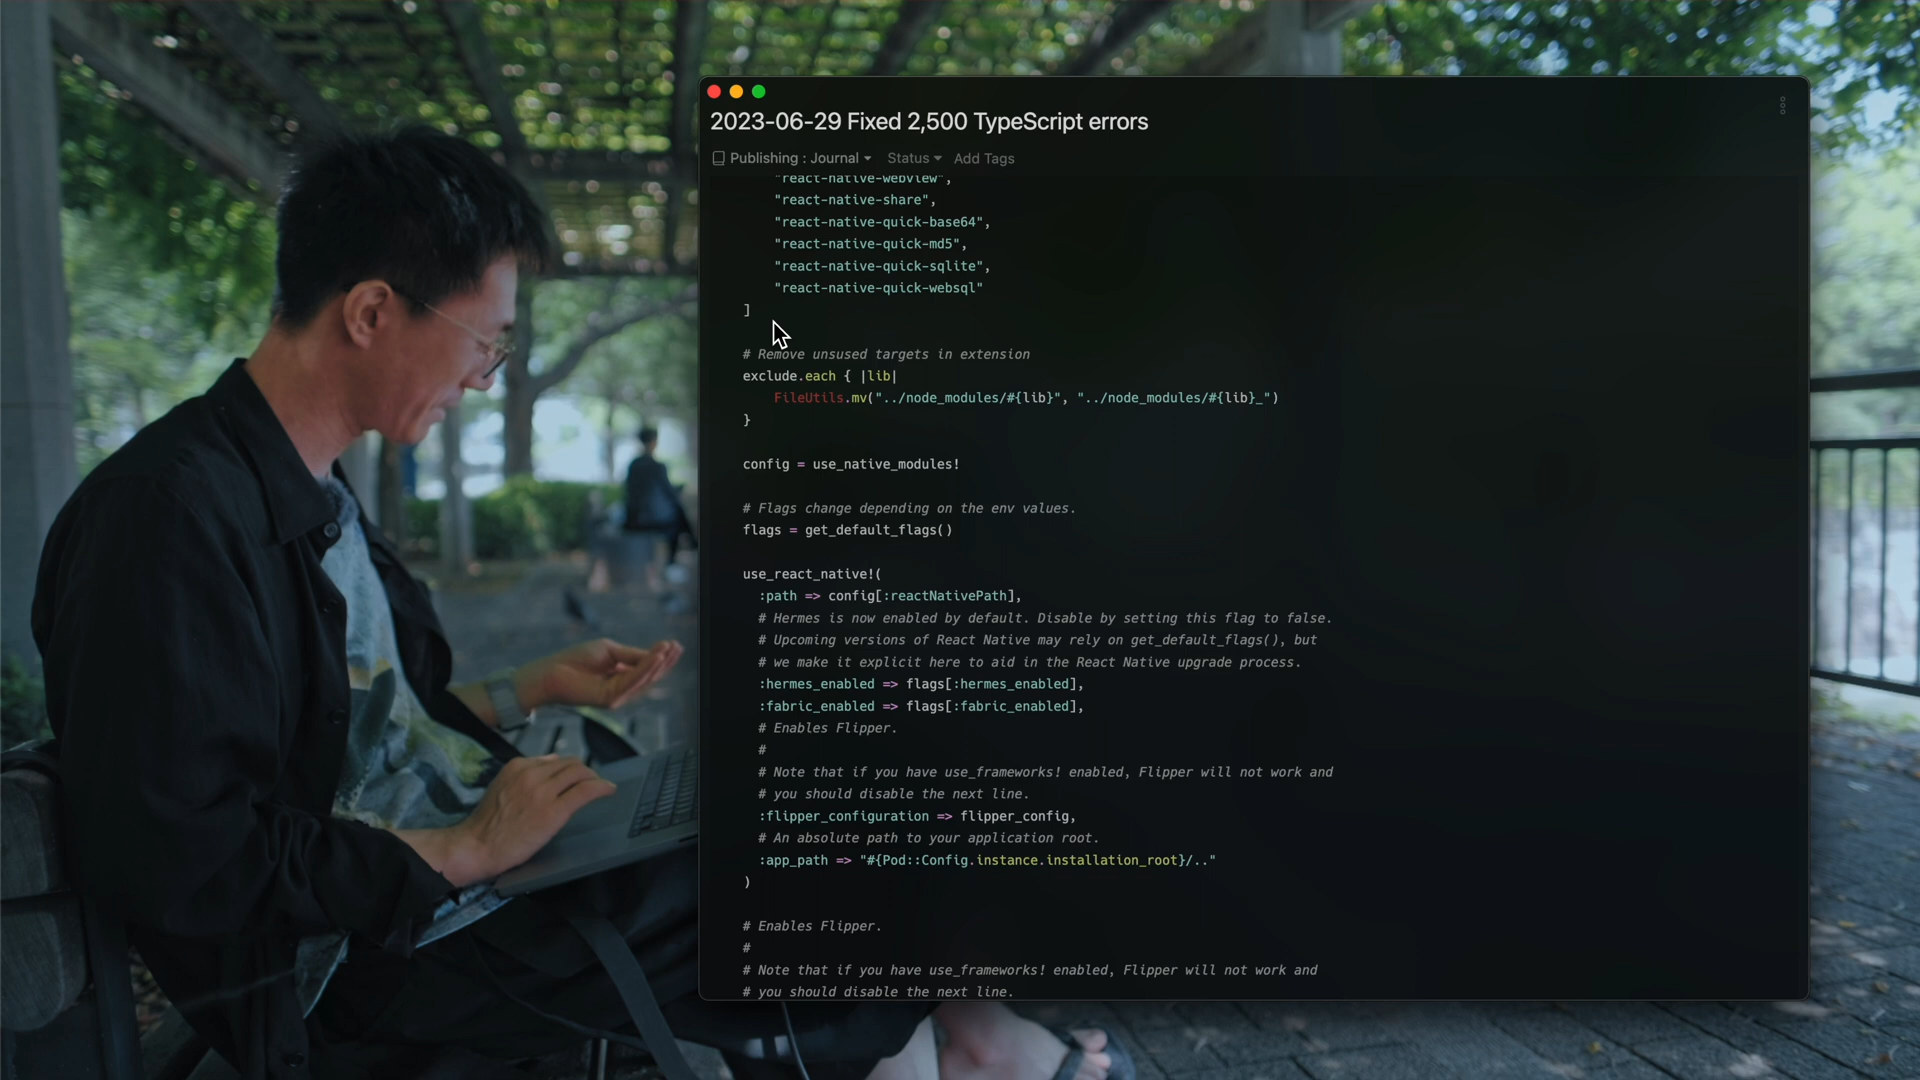 2023-06-29 Fixed 2,500 TypeScript errors
Publishing : Journal Status Add Tags
"react-native-webview",
"react-native-share",
"react-native-quick-base64",
"react-native-quick-md5",
"react-native-quick-sqlite",
"react-native-quick-websql"
]
# Remove unsused targets in extension
exclude.each { |lib|
FileUtils.mv("../node_modules/#{lib}", "../node_modules/#{lib}_")
}
config = use_native_modules!
# Flags change depending on the env values.
flags = get_default_flags()
use_react_native!(
:path => config[:reactNativePath],
# Hermes is now enabled by default. Disable by setting this flag to false.
# Upcoming versions of React Native may rely on get_default_flags(), but
# we make it explicit here to aid in the React Native upgrade process.
:hermes_enabled => flags[:hermes_enabled],
:fabric_enabled => flags[:fabric_enabled],
# Enables Flipper.
#
# Note that if you have use_frameworks! enabled, Flipper will not work and
# you should disable the next line.
:flipper_configuration => flipper_config,
# An absolute path to your application root.
:app_path => "#{Pod::Config.instance.installation_root}/.."
)
# Enables Flipper.
#
# Note that if you have use_frameworks! enabled, Flipper will not work and
# you should disable the next line.